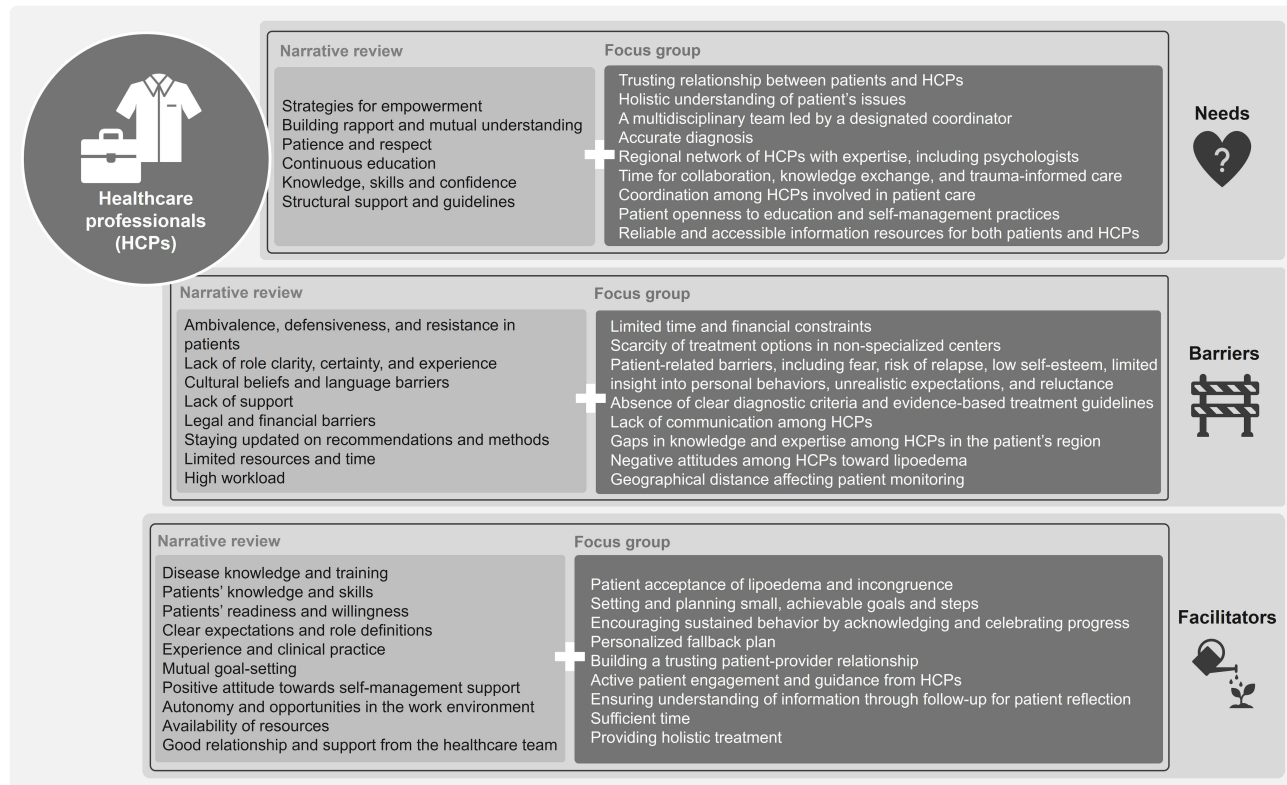 Healthcare
professionals
(HCPs)
Narrative review
Strategies for empowerment
Building rapport and mutual understanding
Patience and respect
Continuous education
Knowledge, skills and confidence
Structural support and guidelines
Focus group
Trusting relationship between patients and HCPs
Holistic understanding of patient's issues
A multidisciplinary team led by a designated coordinator
Accurate diagnosis
Regional network of HCPs with expertise, including psychologists
Time for collaboration, knowledge exchange, and trauma-informed care
Coordination among HCPs involved in patient care
Patient openness to education and self-management practices
Reliable and accessible information resources for both patients and HCPs
Needs
?
Narrative review
Ambivalence, defensiveness, and resistance in
patients
Lack of role clarity, certainty, and experience
Cultural beliefs and language barriers
Lack of support
Legal and financial barriers
Staying updated on recommendations and methods
Limited resources and time
High workload
Focus group
Limited time and financial constraints
Scarcity of treatment options in non-specialized centers
Patient-related barriers, including fear, risk of relapse, low self-esteem, limited
insight into personal behaviors, unrealistic expectations, and reluctance
Absence of clear diagnostic criteria and evidence-based treatment guidelines
Lack of communication among HCPs
Gaps in knowledge and expertise among HCPs in the patient's region
Negative attitudes among HCPs toward lipoedema
Geographical distance affecting patient monitoring
Barriers
Narrative review
Disease knowledge and training
Patients' knowledge and skills
Patients' readiness and willingness
Clear expectations and role definitions
Experience and clinical practice
Mutual goal-setting
Positive attitude towards self-management support
Autonomy and opportunities in the work environment
Availability of resources
Good relationship and support from the healthcare team
Focus group
Patient acceptance of lipoedema and incongruence
Setting and planning small, achievable goals and steps
Encouraging sustained behavior by acknowledging and celebrating progress
Personalized fallback plan
Building a trusting patient-provider relationship
Active patient engagement and guidance from HCPs
Ensuring understanding of information through follow-up for patient reflection
Sufficient time
Providing holistic treatment
Facilitators